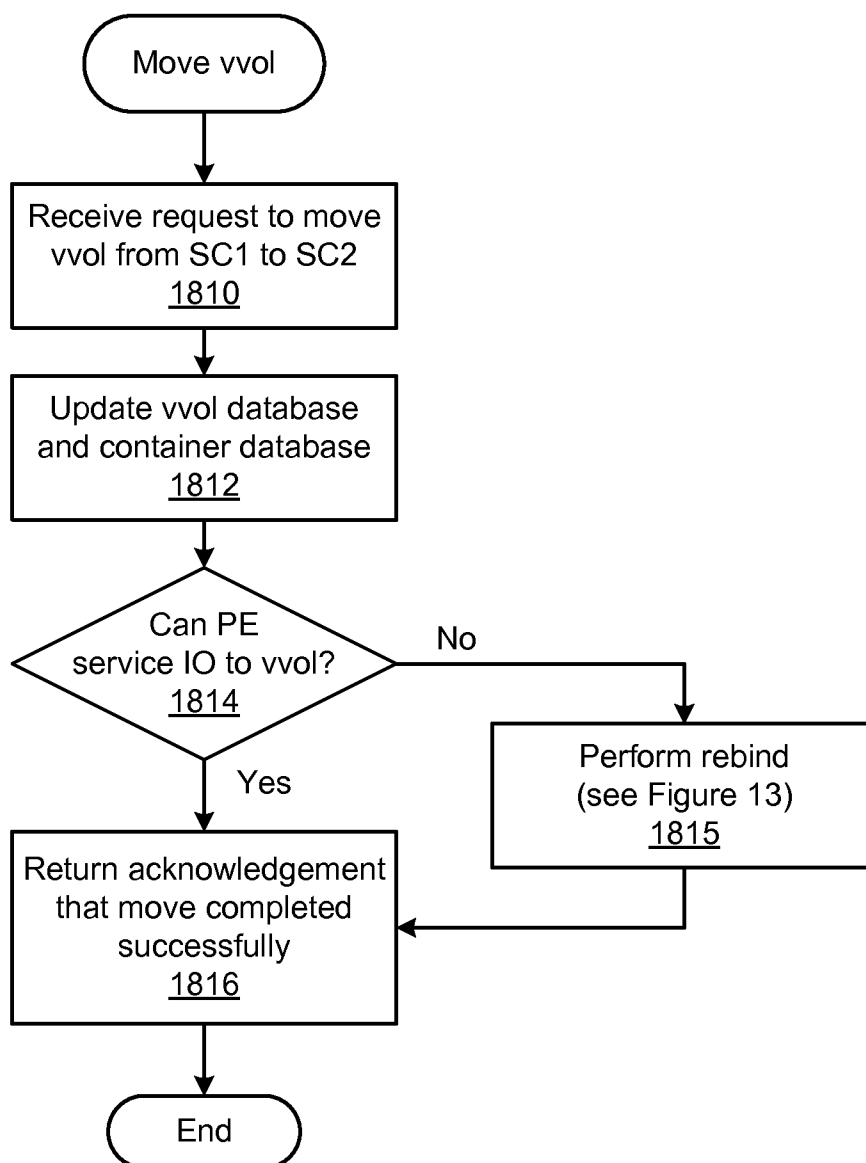 Move vvol
Receive request to move
vvol from SC1 to SC2
1810
Update vvol database
and container database
1812
Can PE
service IO to vvol?
1814
No
Yes
Perform rebind
(see Figure 13)
1815
Return acknowledgement
that move completed
successfully
1816
End